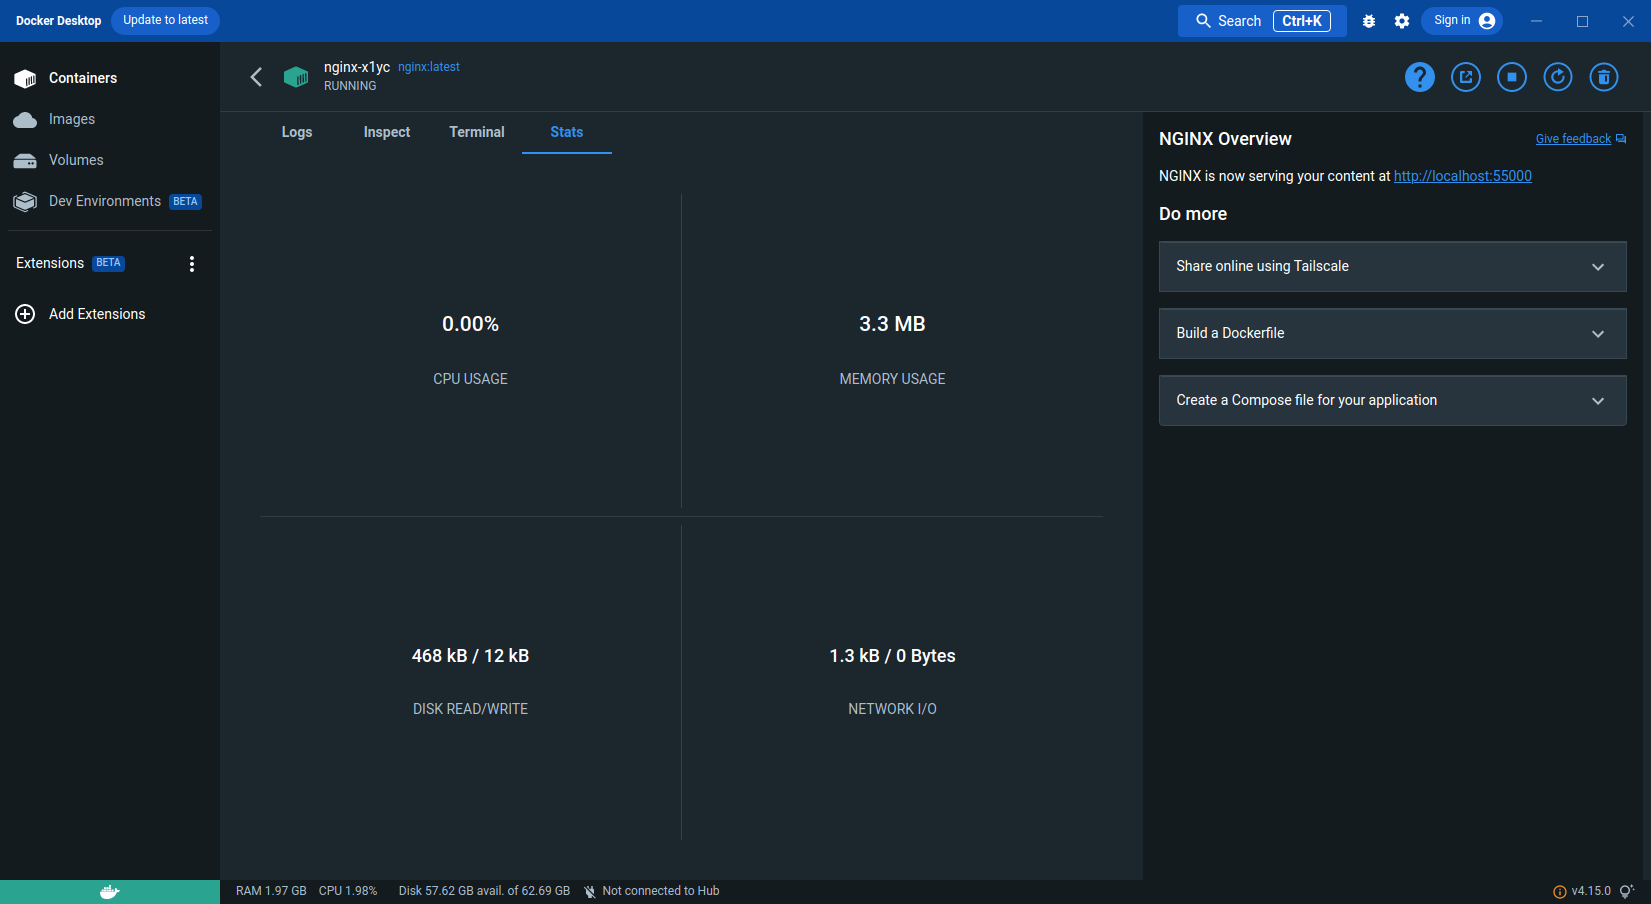 Docker Desktop
Update to latest
Search
Ctrl+K
Sign in
Containers
Images
Volumes
Dev Environments BETA
Extensions BETA
Add Extensions
nginx-x1yc nginx:latest
RUNNING
Logs
Inspect
Terminal
Stats
0.00%
CPU USAGE
3.3 MB
MEMORY USAGE
468 kB / 12 kB
DISK READ/WRITE
1.3 kB / 0 Bytes
NETWORK I/O
NGINX Overview
Give feedback
NGINX is now serving your content at http://localhost:55000
Do more
Share online using Tailscale
Build a Dockerfile
Create a Compose file for your application
RAM 1.97 GB CPU 1.98% Disk 57.62 GB avail. of 62.69 GB Not connected to Hub
v4.15.0